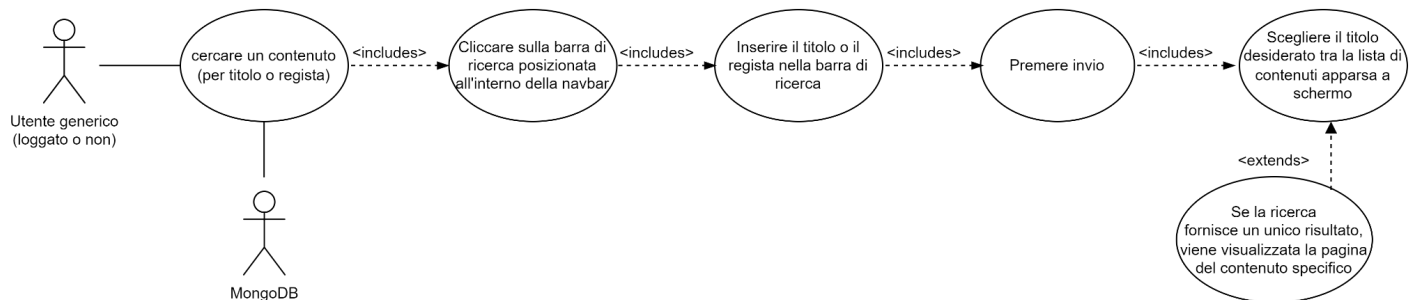 Utente generico
(loggato o non)
cercare un contenuto
(per titolo o regista)
MongoDB
<includes>
Cliccare sulla barra di
ricerca posizionata
all'interno della navbar
<includes>
Inserire il titolo o il
regista nella barra di
ricerca
<includes>
Premere invio
<includes>
Scegliere il titolo
desiderato tra la lista di
contenuti apparsa a
schermo
<extends>
Se la ricerca
fornisce un unico risultato,
viene visualizzata la pagina
del contenuto specifico